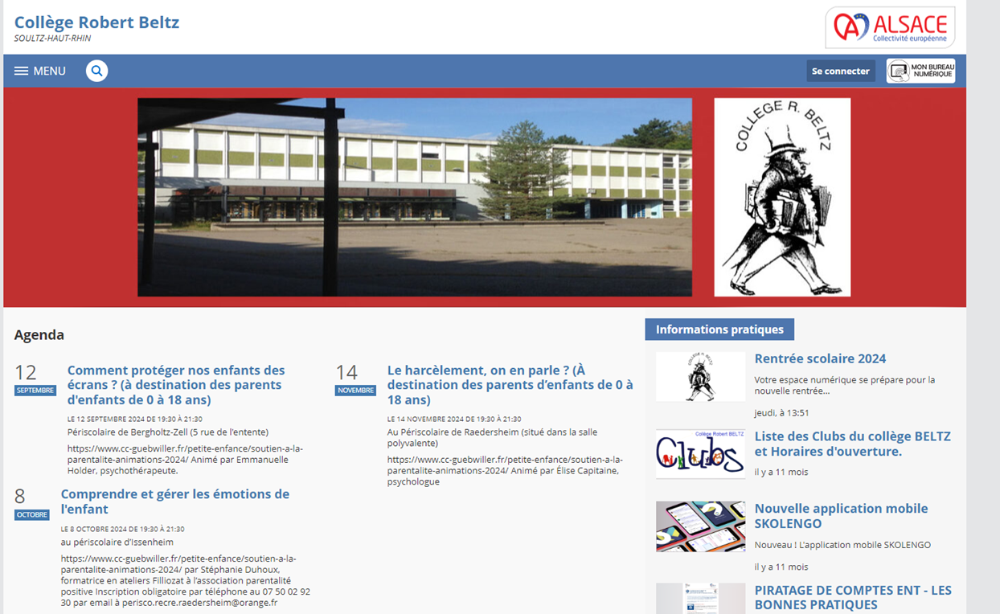 Collège Robert Beltz
SOULTZ-HAUT-RHIN
ALSACE
Collectivité européenne
MENU
Se connecter
MON BUREAU
NUMÉRIQUE
COLLEGE R. BELTZ
Agenda
12
SEPTEMBRE
Comment protéger nos enfants des
écrans ? (à destination des parents
d'enfants de 0 à 18 ans)
LE 12 SEPTEMBRE 2024 DE 19:30 À 21:30
Périscolaire de Bergholtz-Zell (5 rue de l'entente)
https://www.cc-guebwiller.fr/petite-enfance/soutien-a-la-
parentalite-animations-2024/ Animé par Emmanuelle
Holder, psychothérapeute.
14
NOVEMBRE
Le harcèlement, on en parle ? (À
destination des parents d’enfants de 0 à
18 ans)
LE 14 NOVEMBRE 2024 DE 19:30 À 21:30
Au Périscolaire de Raedersheim (situé dans la salle
polyvalente)
https://www.cc-guebwiller.fr/petite-enfance/soutien-a-la-
parentalite-animations-2024/ Animé par Élise Capitaine,
psychologue
8
OCTOBRE
Comprendre et gérer les émotions de
l'enfant
LE 8 OCTOBRE 2024 DE 19:30 À 21:30
au périscolaire d’Issenheim
https://www.cc-guebwiller.fr/petite-enfance/soutien-a-la-
parentalite-animations-2024/ par Stéphanie Duhoux,
formatrice en ateliers Filliozat à l’association parentalité
positive Inscription obligatoire par téléphone au 07 50 02 92
30 par email à perisco.recre.raedersheim@orange.fr
Informations pratiques
Rentrée scolaire 2024
Votre espace numérique se prépare pour la
nouvelle rentrée...
jeudi, à 13:51
Collège Robert BELTZ
Clubs
Liste des Clubs du collège BELTZ
et Horaires d'ouverture.
il y a 11 mois
Nouvelle application mobile
SKOLENGO
Nouveau ! L'application mobile SKOLENGO
il y a 11 mois
PIRATAGE DE COMPTES ENT - LES
BONNES PRATIQUES